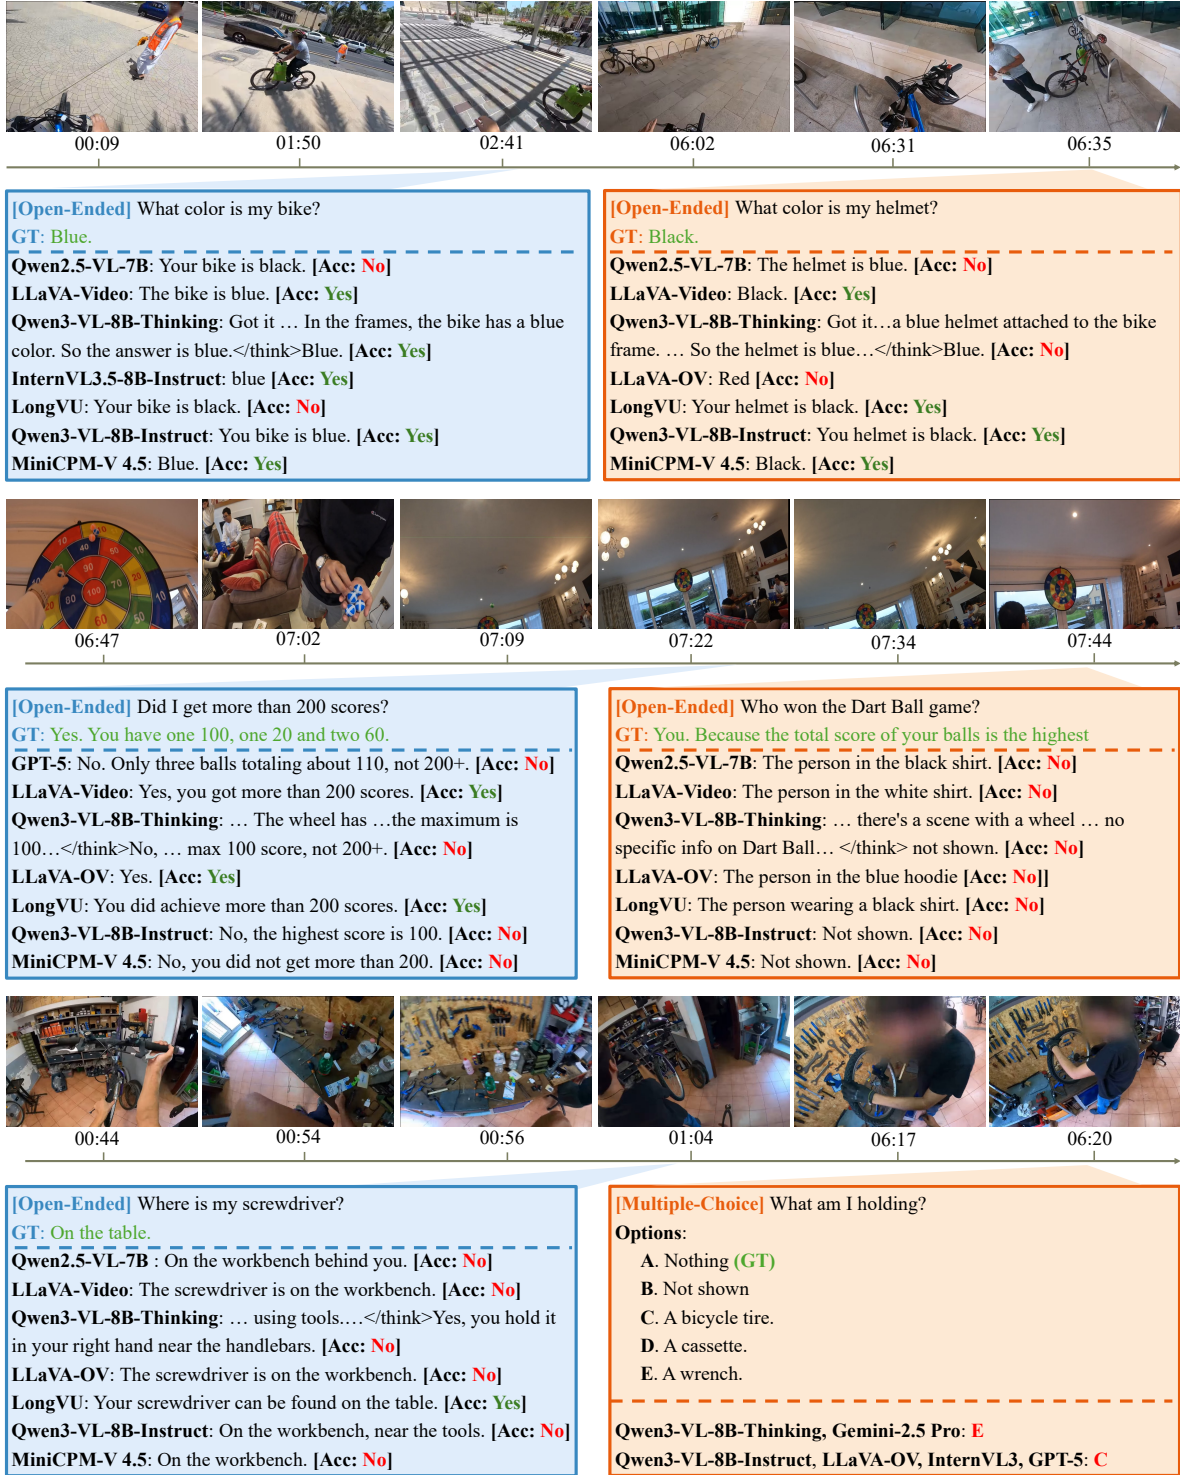 00:09
01:50
02:41
06:02
06:31
06:35
[Open-Ended] What color is my bike?
GT: Blue.
Qwen2.5-VL-7B: Your bike is black. [Acc: No]
LLaVA-Video: The bike is blue. [Acc: Yes]
Qwen3-VL-8B-Thinking: Got it … In the frames, the bike has a blue
color. So the answer is blue.</think>Blue. [Acc: Yes]
InternVL3.5-8B-Instruct: blue [Acc: Yes]
LongVU: Your bike is black. [Acc: No]
Qwen3-VL-8B-Instruct: You bike is blue. [Acc: Yes]
MiniCPM-V 4.5: Blue. [Acc: Yes]
[Open-Ended] What color is my helmet?
GT: Black.
Qwen2.5-VL-7B: The helmet is blue. [Acc: No]
LLaVA-Video: Black. [Acc: Yes]
Qwen3-VL-8B-Thinking: Got it…a blue helmet attached to the bike
frame. … So the helmet is blue…</think>Blue. [Acc: No]
LLaVA-OV: Red [Acc: No]
LongVU: Your helmet is black. [Acc: Yes]
Qwen3-VL-8B-Instruct: You helmet is black. [Acc: Yes]
MiniCPM-V 4.5: Black. [Acc: Yes]
06:47
07:02
07:09
07:22
07:34
07:44
[Open-Ended] Did I get more than 200 scores?
GT: Yes. You have one 100, one 20 and two 60.
GPT-5: No. Only three balls totaling about 110, not 200+. [Acc: No]
LLaVA-Video: Yes, you got more than 200 scores. [Acc: Yes]
Qwen3-VL-8B-Thinking: … The wheel has …the maximum is
100…</think>No, … max 100 score, not 200+. [Acc: No]
LLaVA-OV: Yes. [Acc: Yes]
LongVU: You did achieve more than 200 scores. [Acc: Yes]
Qwen3-VL-8B-Instruct: No, the highest score is 100. [Acc: No]
MiniCPM-V 4.5: No, you did not get more than 200. [Acc: No]
[Open-Ended] Who won the Dart Ball game?
GT: You. Because the total score of your balls is the highest
Qwen2.5-VL-7B: The person in the black shirt. [Acc: No]
LLaVA-Video: The person in the white shirt. [Acc: No]
Qwen3-VL-8B-Thinking: … there's a scene with a wheel … no
specific info on Dart Ball… </think> not shown. [Acc: No]
LLaVA-OV: The person in the blue hoodie [Acc: No]]
LongVU: The person wearing a black shirt. [Acc: No]
Qwen3-VL-8B-Instruct: Not shown. [Acc: No]
MiniCPM-V 4.5: Not shown. [Acc: No]
00:44
00:54
00:56
01:04
06:17
06:20
[Open-Ended] Where is my screwdriver?
GT: On the table.
Qwen2.5-VL-7B : On the workbench behind you. [Acc: No]
LLaVA-Video: The screwdriver is on the workbench. [Acc: No]
Qwen3-VL-8B-Thinking: … using tools.…</think>Yes, you hold it
in your right hand near the handlebars. [Acc: No]
LLaVA-OV: The screwdriver is on the workbench. [Acc: No]
LongVU: Your screwdriver can be found on the table. [Acc: Yes]
Qwen3-VL-8B-Instruct: On the workbench, near the tools. [Acc: No]
MiniCPM-V 4.5: On the workbench. [Acc: No]
[Multiple-Choice] What am I holding?
Options:
A. Nothing (GT)
B. Not shown
C. A bicycle tire.
D. A cassette.
E. A wrench.
Qwen3-VL-8B-Thinking, Gemini-2.5 Pro: E
Qwen3-VL-8B-Instruct, LLaVA-OV, InternVL3, GPT-5: C